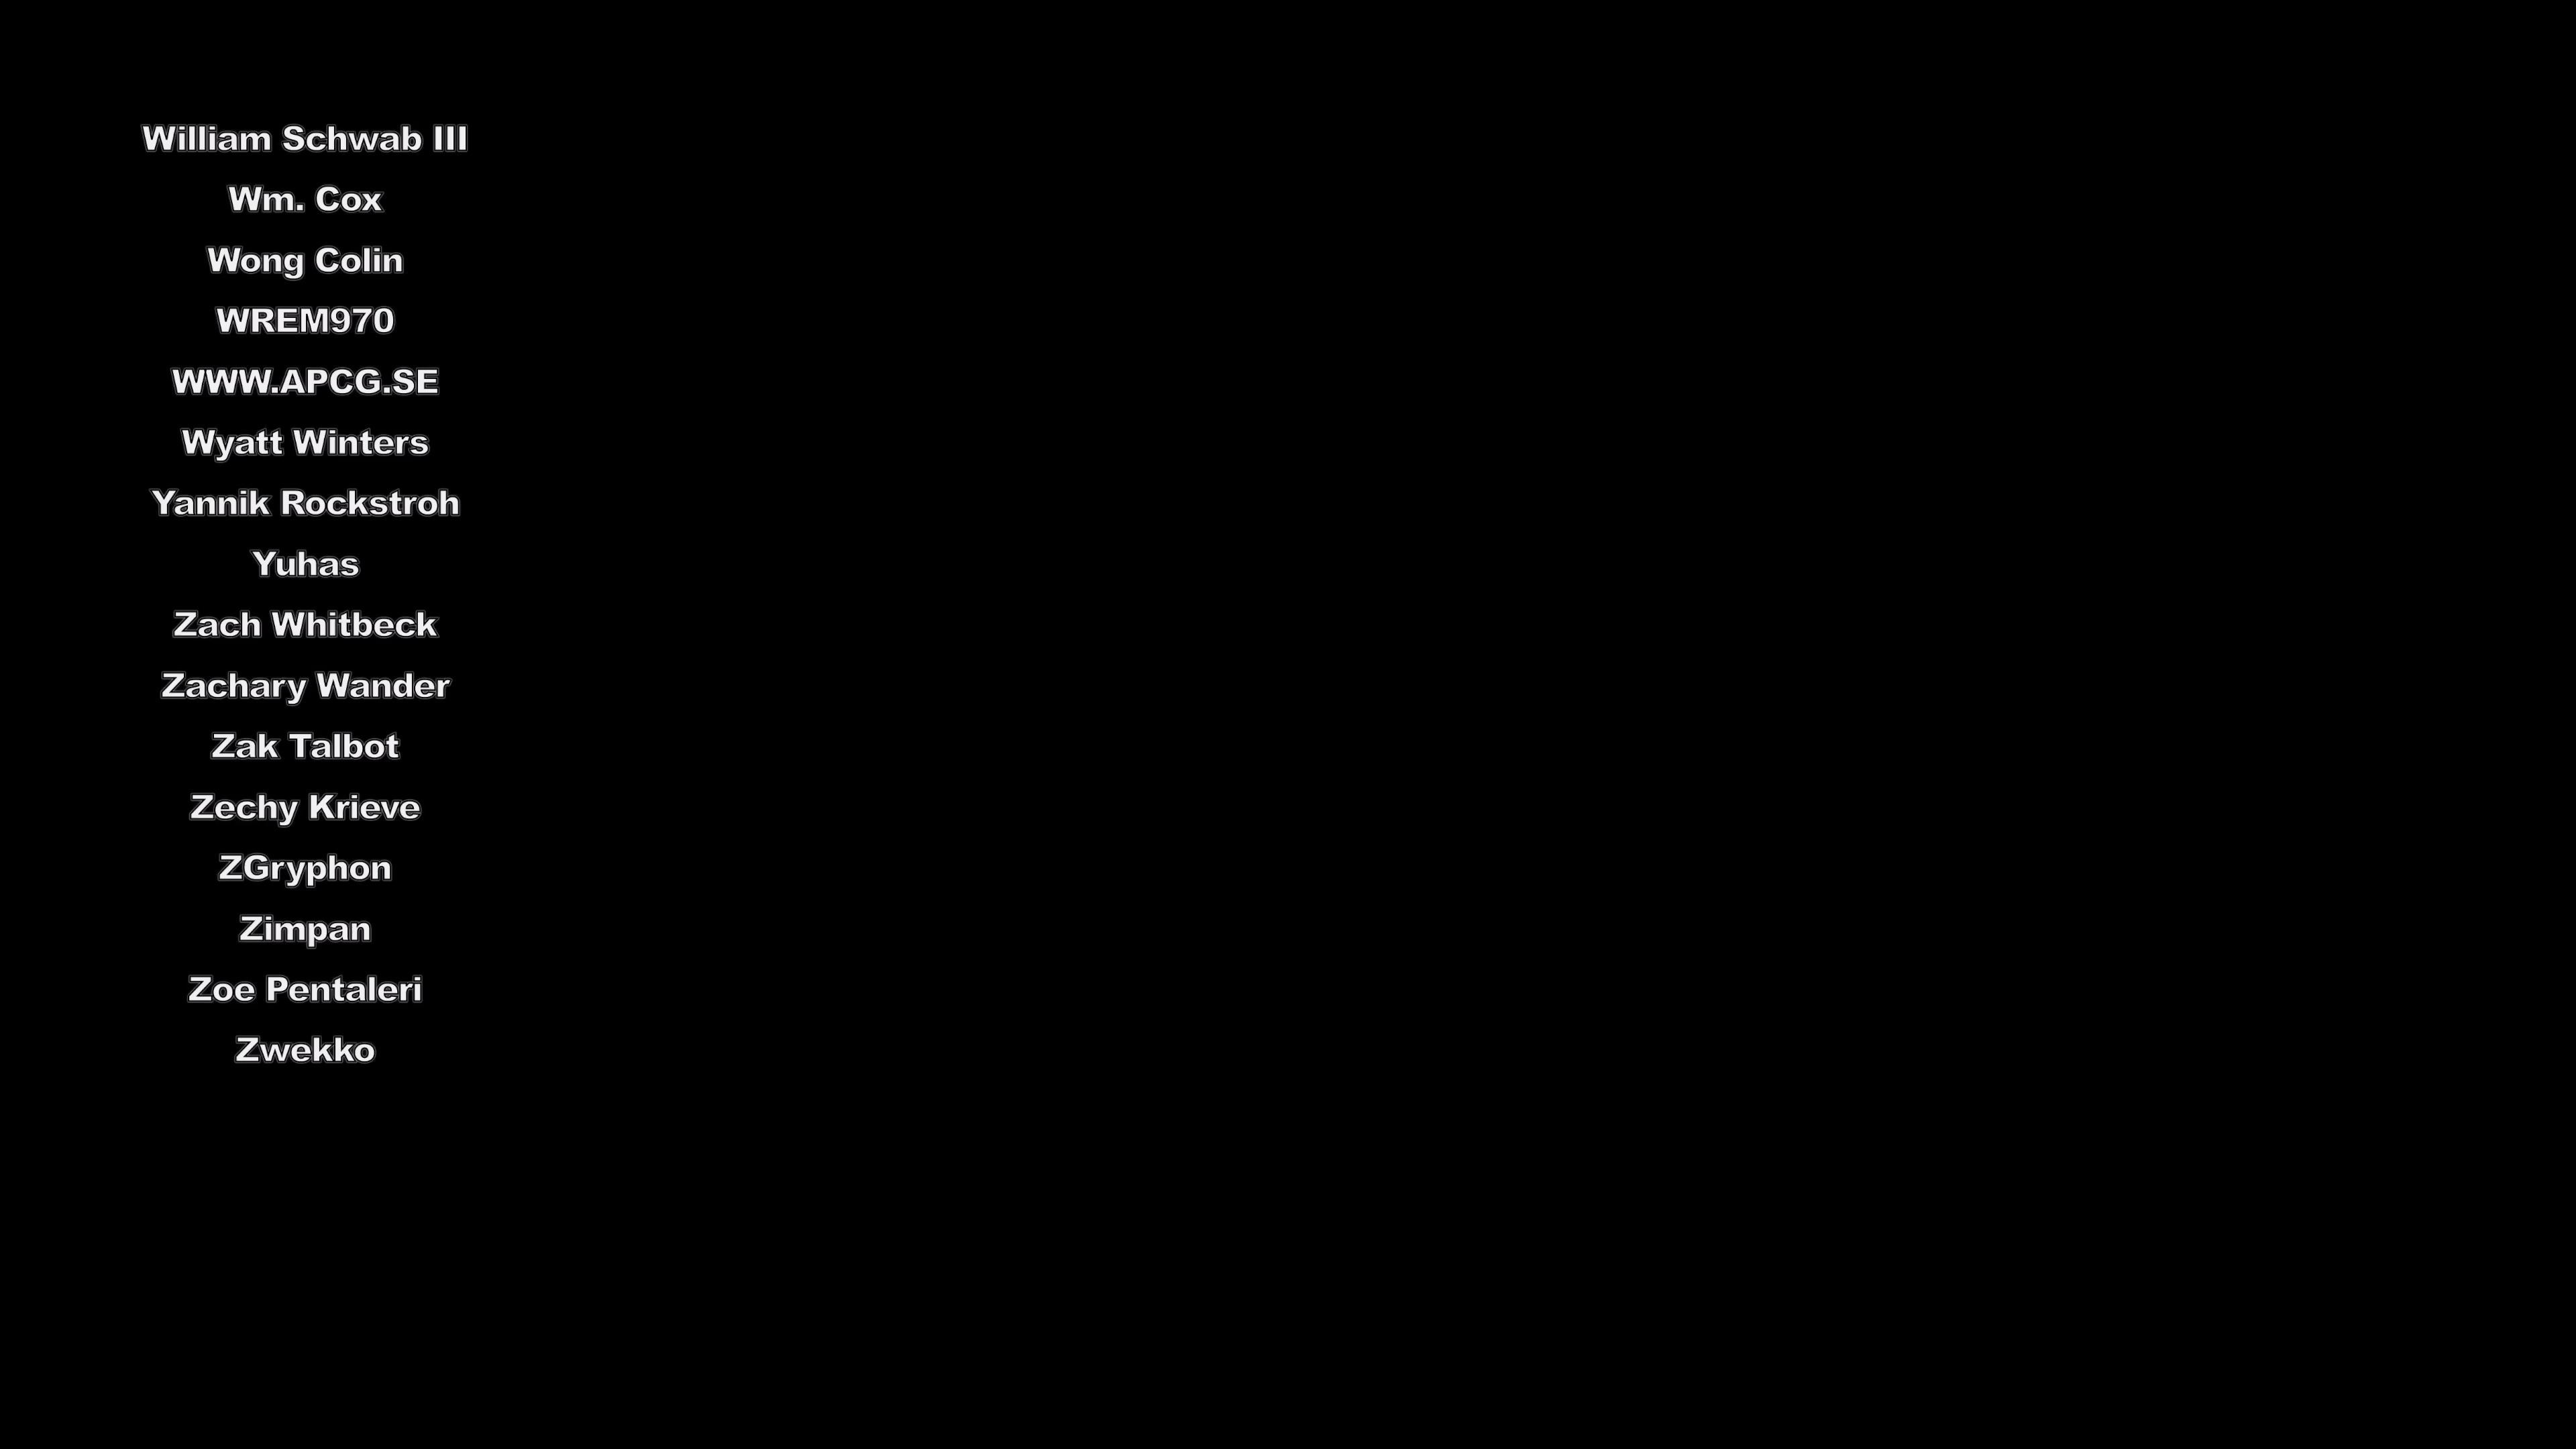 William Schwab III
Wm. Cox
Wong Colin
WREM970
WWW.APCG.SE
Wyatt Winters
Yannik Rockstroh
Yuhas
Zach Whitbeck
Zachary Wander
Zak Talbot
Zechy Krieve
ZGryphon
Zimpan
Zoe Pentaleri
Zwekko